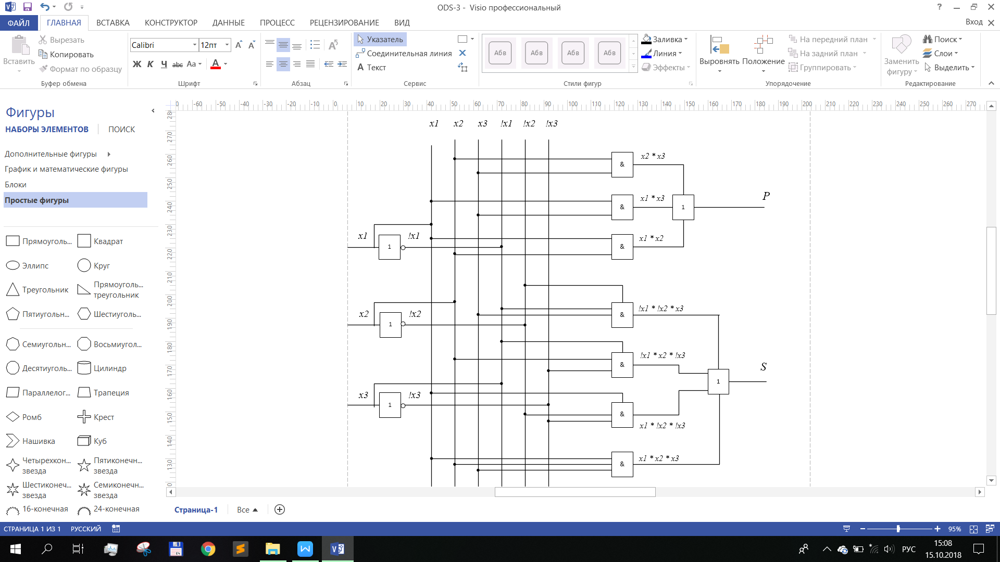 ODS-3 - Visio профессиональный
ФАЙЛ ГЛАВНАЯ ВСТАВКА КОНСТРУКТОР ДАННЫЕ ПРОЦЕСС РЕЦЕНЗИРОВАНИЕ ВИД Вход
Вставить
Вырезать
Копировать
Формат по образцу
Буфер обмена
Calibri 12пт
Ж К Ч abc Aa A
Шрифт
Абзац
Указатель
Соединительная линия
Текст
Сервис
Абв Абв Абв Абв
Заливка
Линия
Эффекты
Стили фигур
Выровнять Положение
На передний план
На задний план
Группировать
Упорядочение
Заменить
фигуру
Поиск
Слои
Выделить
Редактирование
Фигуры
НАБОРЫ ЭЛЕМЕНТОВ ПОИСК
Дополнительные фигуры
График и математические фигуры
Блоки
Простые фигуры
Прямоуголь... Квадрат
Эллипс Круг
Треугольник Прямоуголь...
треугольник
Пятиугольн... Шестиуголь...
Семиугольн... Восьмиугол...
Десятиуголь... Цилиндр
Параллелог... Трапеция
Ромб Крест
Нашивка Куб
Четырехкон... Пятиконечн...
звезда звезда
Шестиконеч... Семиконечн...
звезда звезда
16-конечная 24-конечная
0 -60 -50 -40 -30 -20 -10 0 10 20 30 40 50 60 70 80 90 100 110 120 130 140 150 160 170 180 190 200 210 220 230 240 250 260 270
28 270 260 250 240 230 220 210 200 190 180 170 160 150 140 130 0
x1 x2 x3 !x1 !x2 !x3
& x2 * x3
& x1 * x3 1 P
x1 1 !x1
& x1 * x2
x2 1 !x2
& !x1 * !x2 * x3
& !x1 * x2 * !x3
1 S
x3 1 !x3
& x1 * !x2 * !x3
& x1 * x2 * x3
Страница-1 Все
СТРАНИЦА 1 ИЗ 1 РУССКИЙ 95%
РУС
15:08
15.10.2018